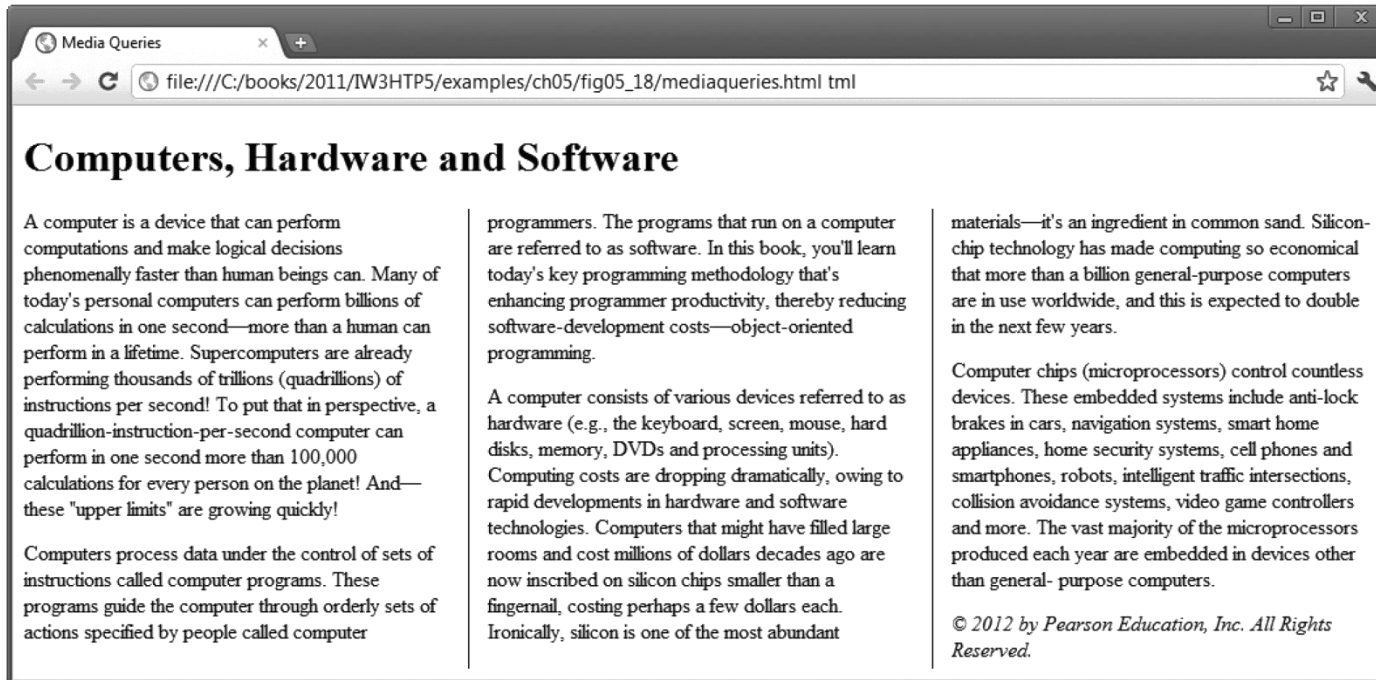 Media Queries
file:///C:/books/2011/IW3HTP5/examples/ch05/fig05_18/mediaqueries.html tml
Computers, Hardware and Software
A computer is a device that can perform
computations and make logical decisions
phenomenally faster than human beings can. Many of
today's personal computers can perform billions of
calculations in one second—more than a human can
perform in a lifetime. Supercomputers are already
performing thousands of trillions (quadrillions) of
instructions per second! To put that in perspective, a
quadrillion-instruction-per-second computer can
perform in one second more than 100,000
calculations for every person on the planet! And—
these "upper limits" are growing quickly!
Computers process data under the control of sets of
instructions called computer programs. These
programs guide the computer through orderly sets of
actions specified by people called computer
programmers. The programs that run on a computer
are referred to as software. In this book, you'll learn
today's key programming methodology that's
enhancing programmer productivity, thereby reducing
software-development costs—object-oriented
programming.
A computer consists of various devices referred to as
hardware (e.g., the keyboard, screen, mouse, hard
disks, memory, DVDs and processing units).
Computing costs are dropping dramatically, owing to
rapid developments in hardware and software
technologies. Computers that might have filled large
rooms and cost millions of dollars decades ago are
now inscribed on silicon chips smaller than a
fingernail, costing perhaps a few dollars each.
Ironically, silicon is one of the most abundant
materials—it's an ingredient in common sand. Silicon-
chip technology has made computing so economical
that more than a billion general-purpose computers
are in use worldwide, and this is expected to double
in the next few years.
Computer chips (microprocessors) control countless
devices. These embedded systems include anti-lock
brakes in cars, navigation systems, smart home
appliances, home security systems, cell phones and
smartphones, robots, intelligent traffic intersections,
collision avoidance systems, video game controllers
and more. The vast majority of the microprocessors
produced each year are embedded in devices other
than general- purpose computers.
© 2012 by Pearson Education, Inc. All Rights
Reserved.